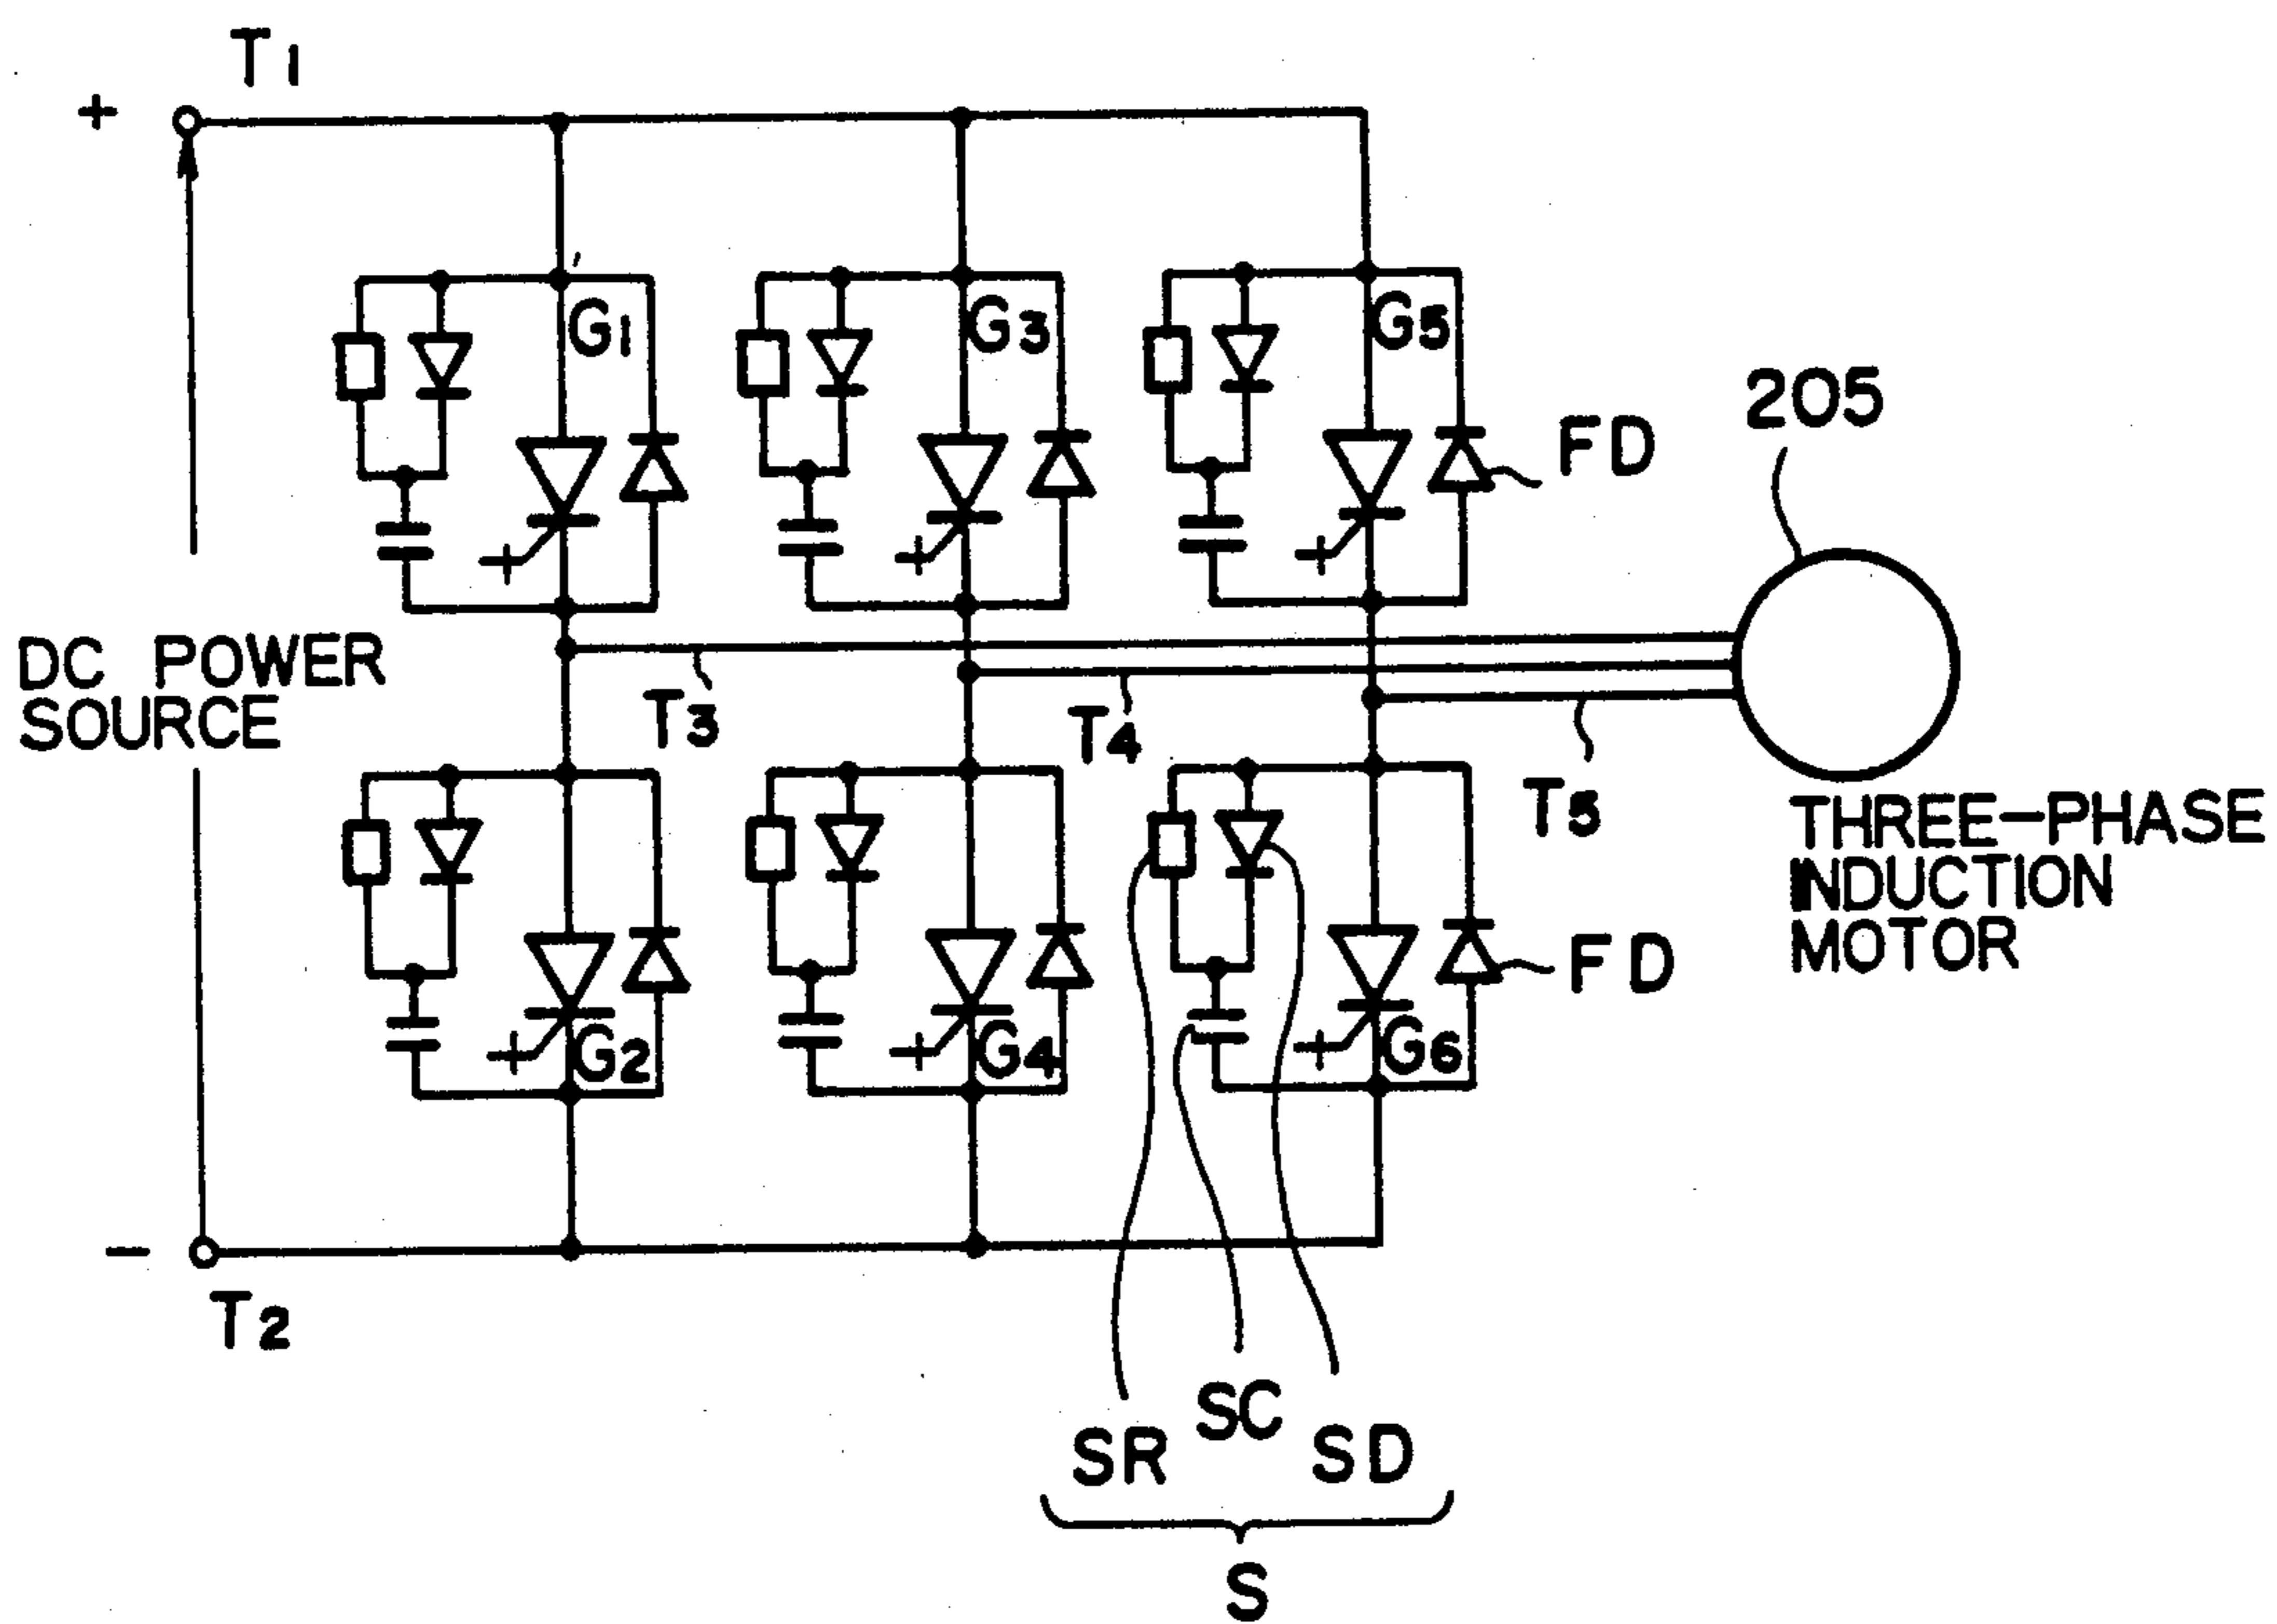 T1
+
G1
G3
G5
FD
205
DC POWER
SOURCE
T3
T4
T5
THREE-PHASE
INDUCTION
MOTOR
G2
G4
G6
FD
−
T2
SR
SC
SD
S